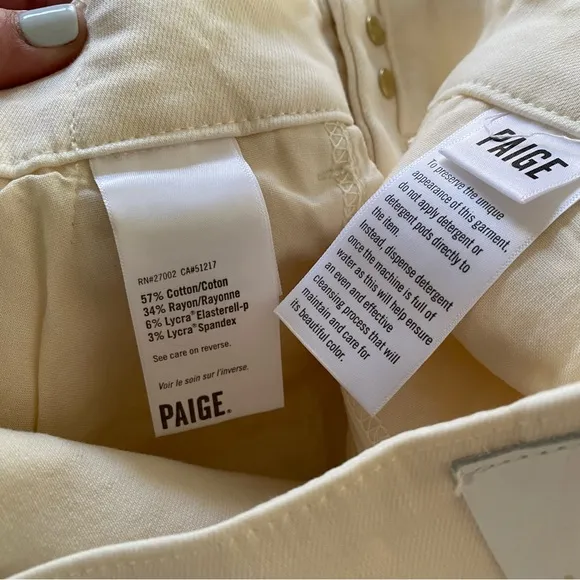 RN#27002 CA#51217
57% Cotton/Coton
34% Rayon/Rayonne
6% Lycra® Elasterell-p
3% Lycra® Spandex
See care on reverse.
Voir le soin sur l'inverse.
PAIGE®
PAIGE
To preserve the unique
appearance of this garment,
do not apply detergent or
detergent pods directly to
the item.
Instead, dispense detergent
once the machine is full of
water as this will help ensure
an even and effective
cleansing process that will
maintain and care for
its beautiful color.